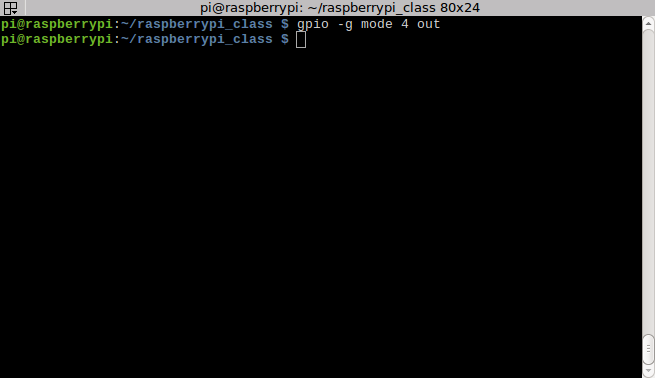 pi@raspberrypi: ~/raspberrypi_class 80x24
pi@raspberrypi:~/raspberrypi_class $ gpio -g mode 4 out
pi@raspberrypi:~/raspberrypi_class $